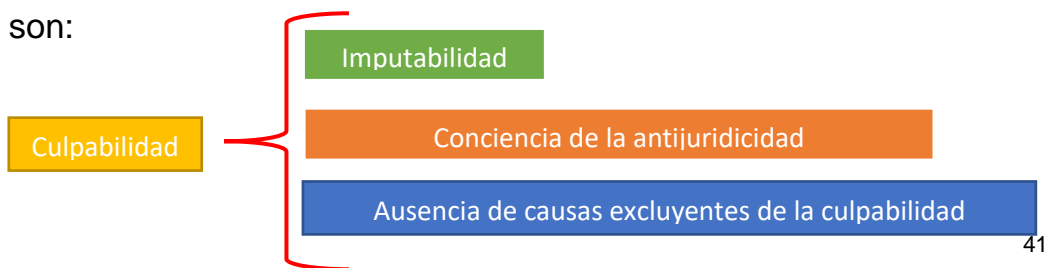 son:
Imputabilidad
Culpabilidad
Conciencia de la antijuridicidad
Ausencia de causas excluyentes de la culpabilidad
41